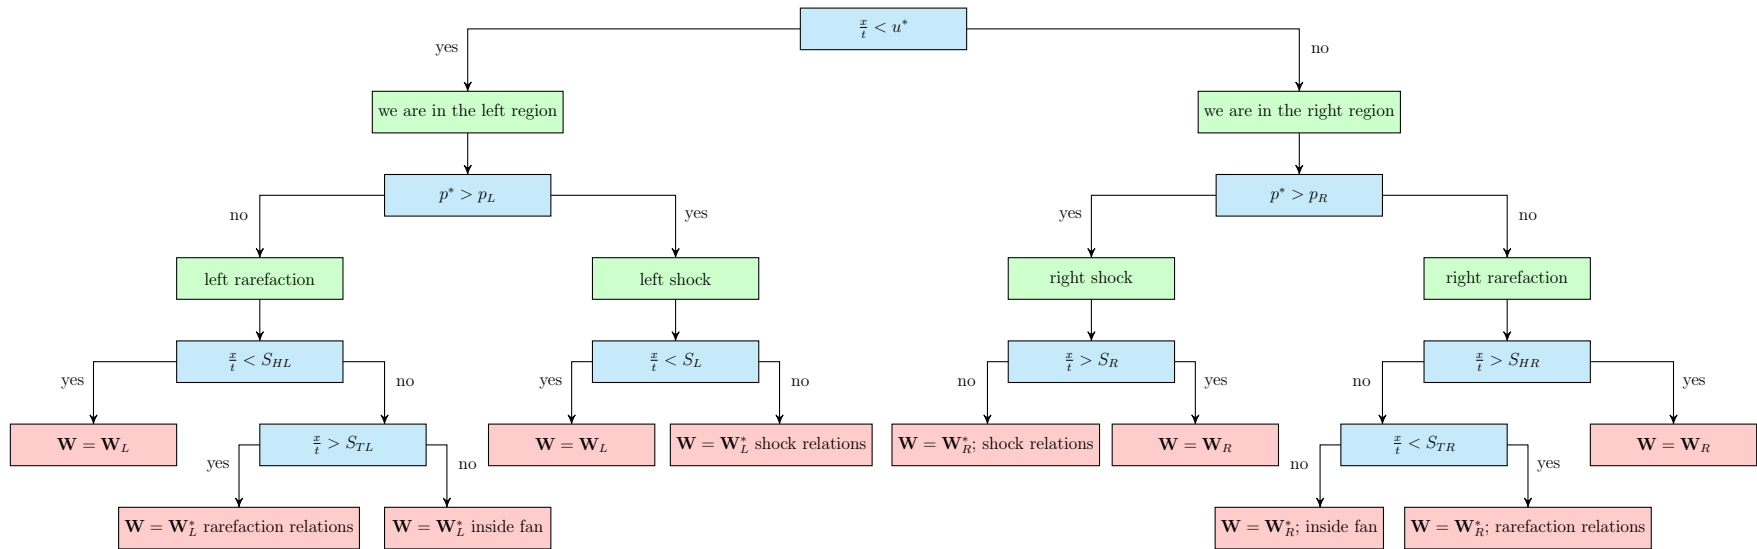 x/t < u*
yes
no
we are in the left region
we are in the right region
p* > p_L
p* > p_R
no
yes
yes
no
left rarefaction
left shock
right shock
right rarefaction
x/t < S_HL
x/t < S_L
x/t > S_R
x/t > S_HR
yes
no
yes
no
no
yes
no
yes
W = W_L
x/t > S_TL
W = W_L
W = W*_L shock relations
W = W*_R; shock relations
W = W_R
x/t < S_TR
W = W_R
yes
no
no
yes
W = W*_L rarefaction relations
W = W*_L inside fan
W = W*_R; inside fan
W = W*_R; rarefaction relations